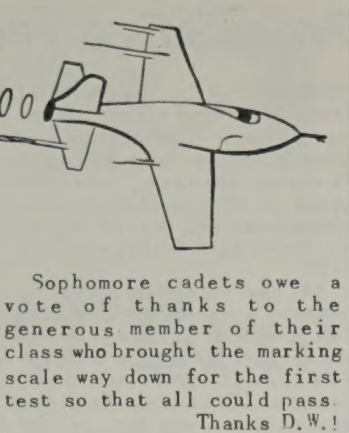 Sophomore cadets owe a
vote of thanks to the
generous member of their
class who brought the marking
scale way down for the first
test so that all could pass.
Thanks D.W.!